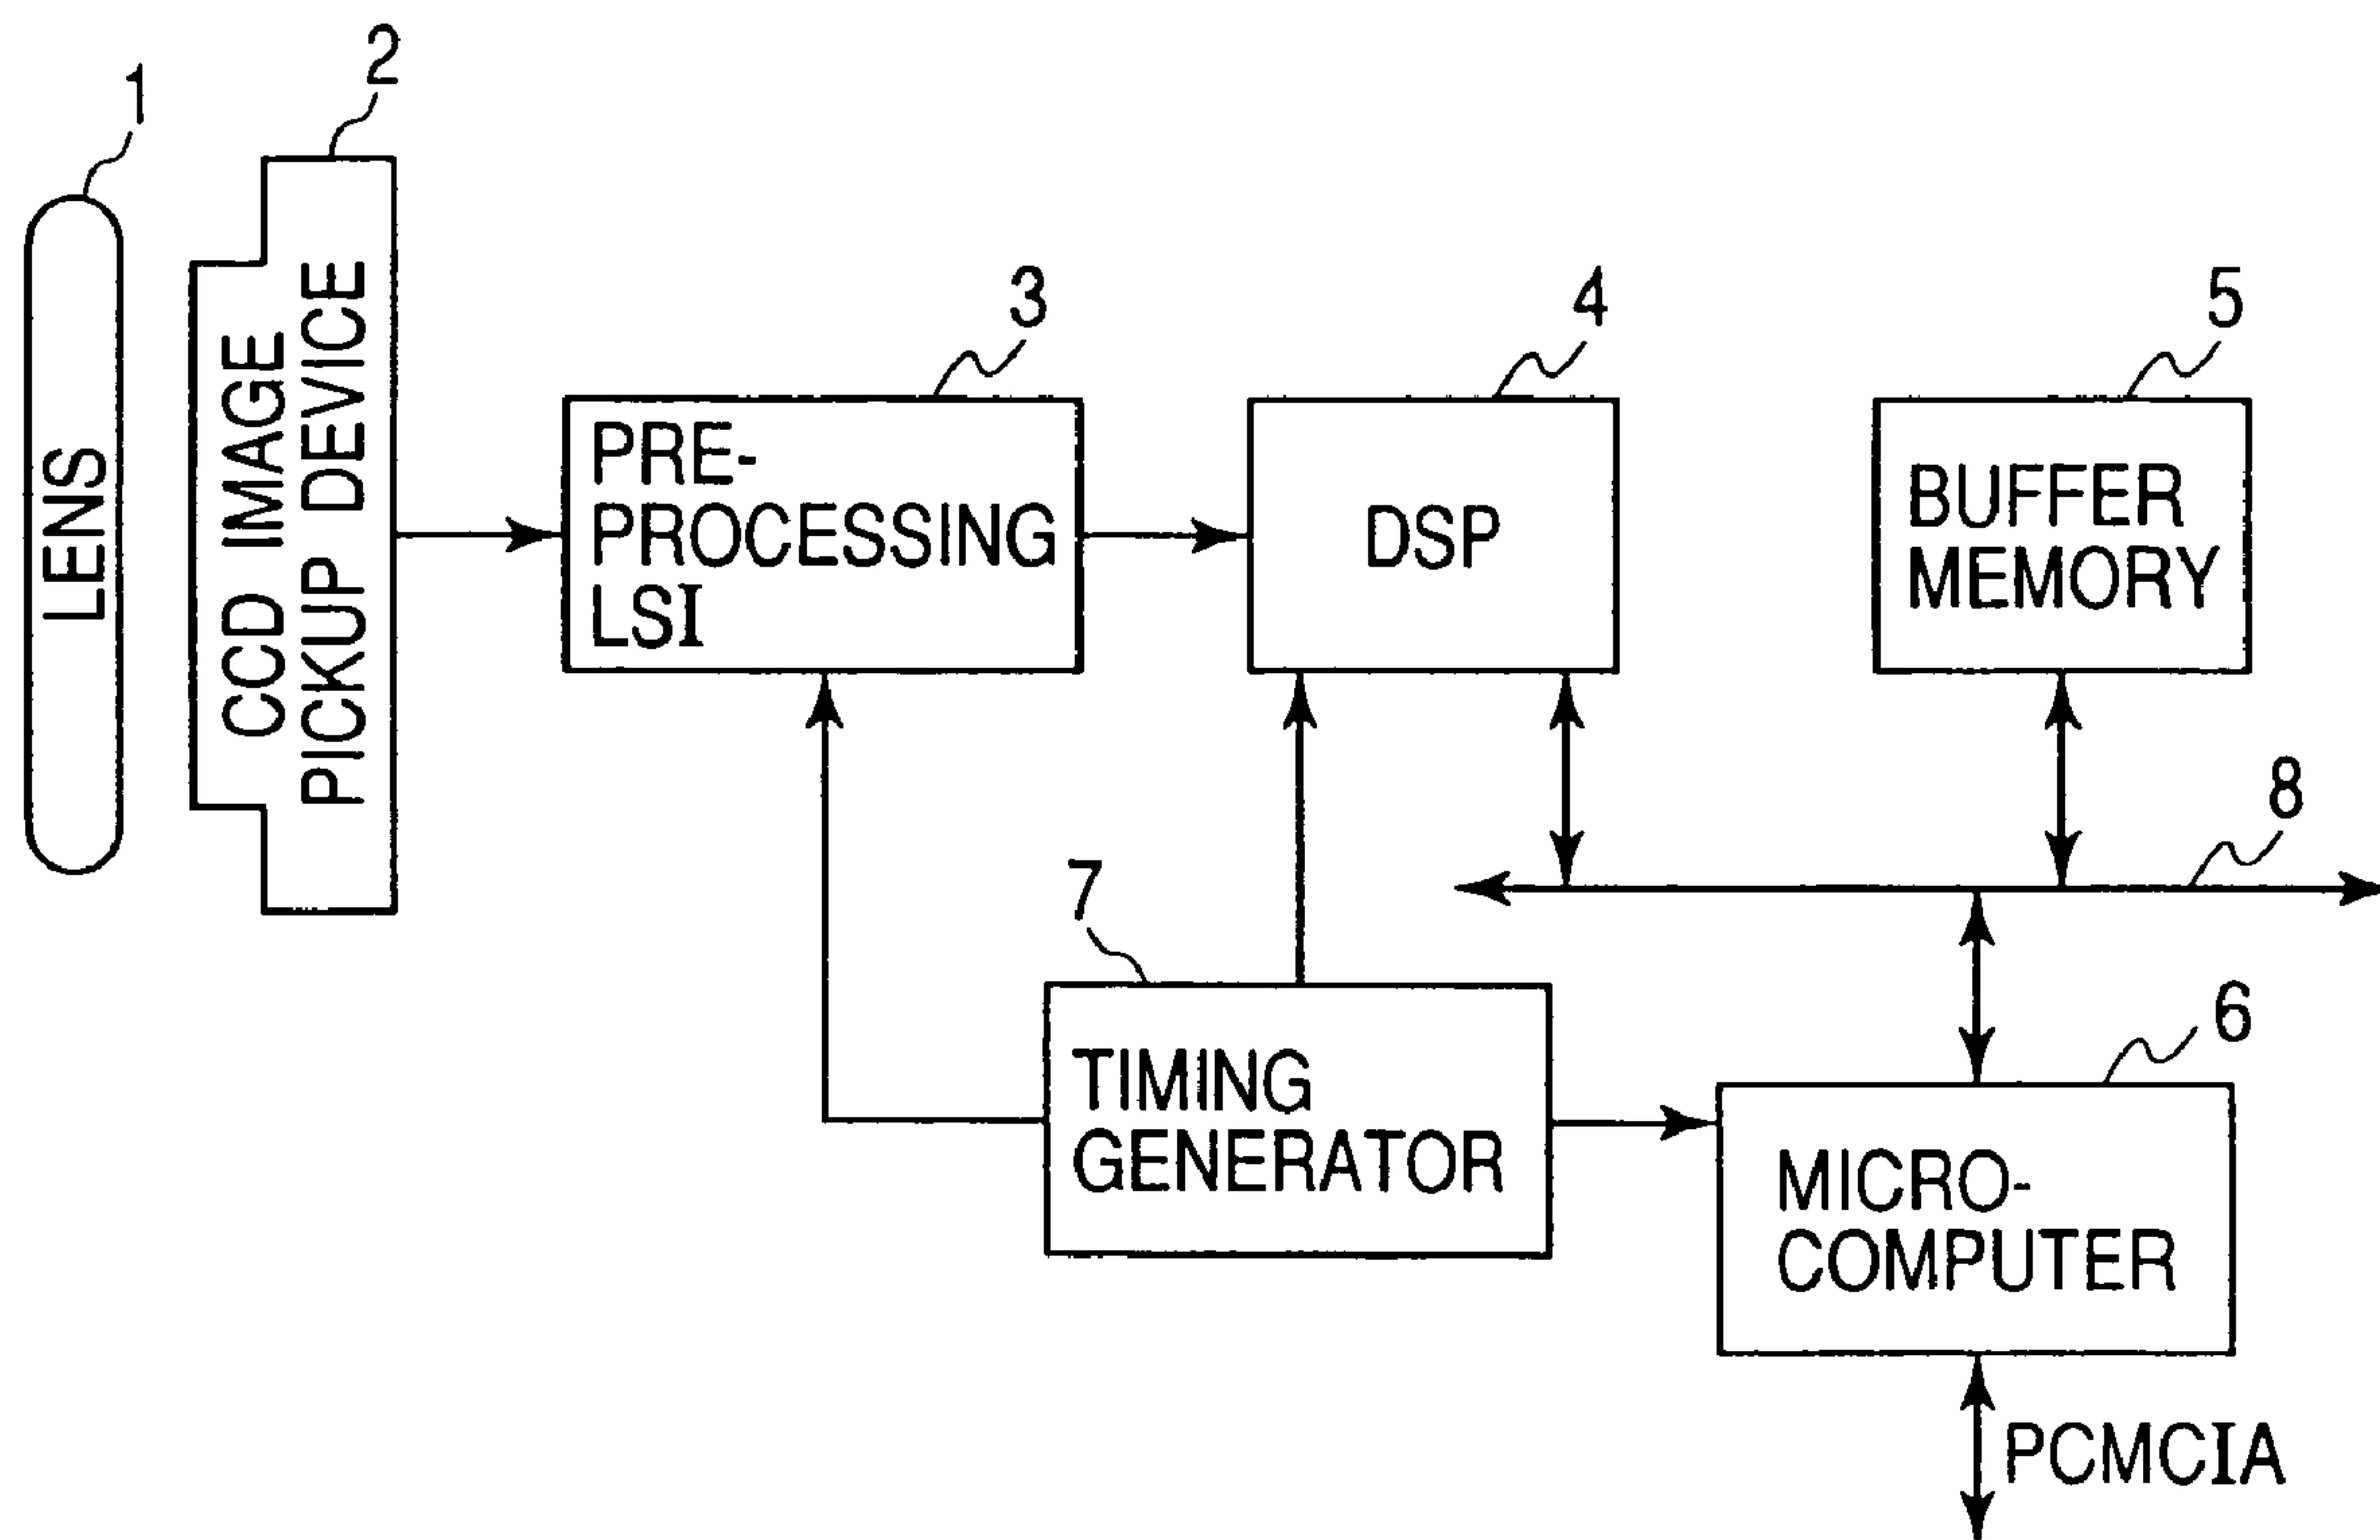 1
2
LENS
CCD IMAGE
PICKUP DEVICE
3
PRE-
PROCESSING
LSI
4
DSP
5
BUFFER
MEMORY
8
7
TIMING
GENERATOR
6
MICRO-
COMPUTER
PCMCIA